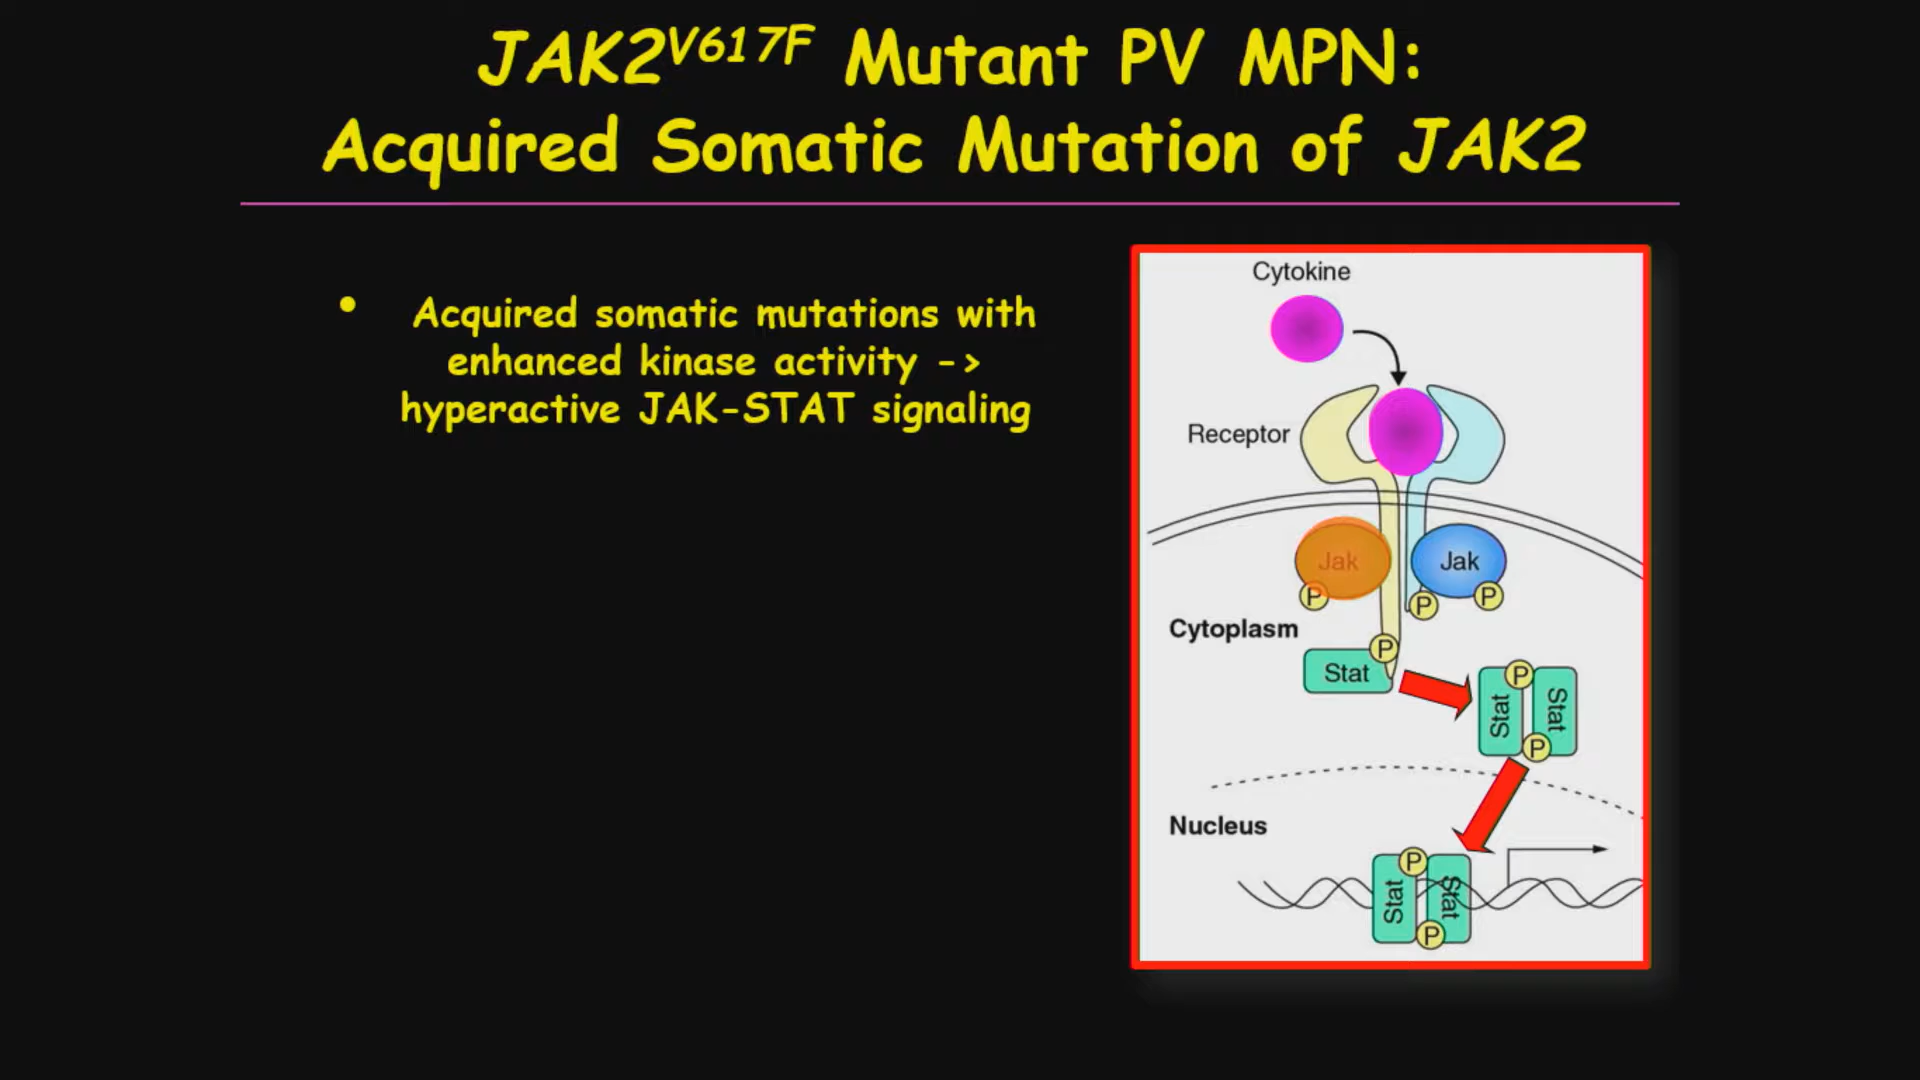 JAK2V617F Mutant PV MPN:
Acquired Somatic Mutation of JAK2
• Acquired somatic mutations with
enhanced kinase activity ->
hyperactive JAK-STAT signaling
Cytokine
Receptor
Jak
Jak
P
P
P
Cytoplasm
P
Stat
P
Stat
Stat
P
Nucleus
P
Stat
Stat
P